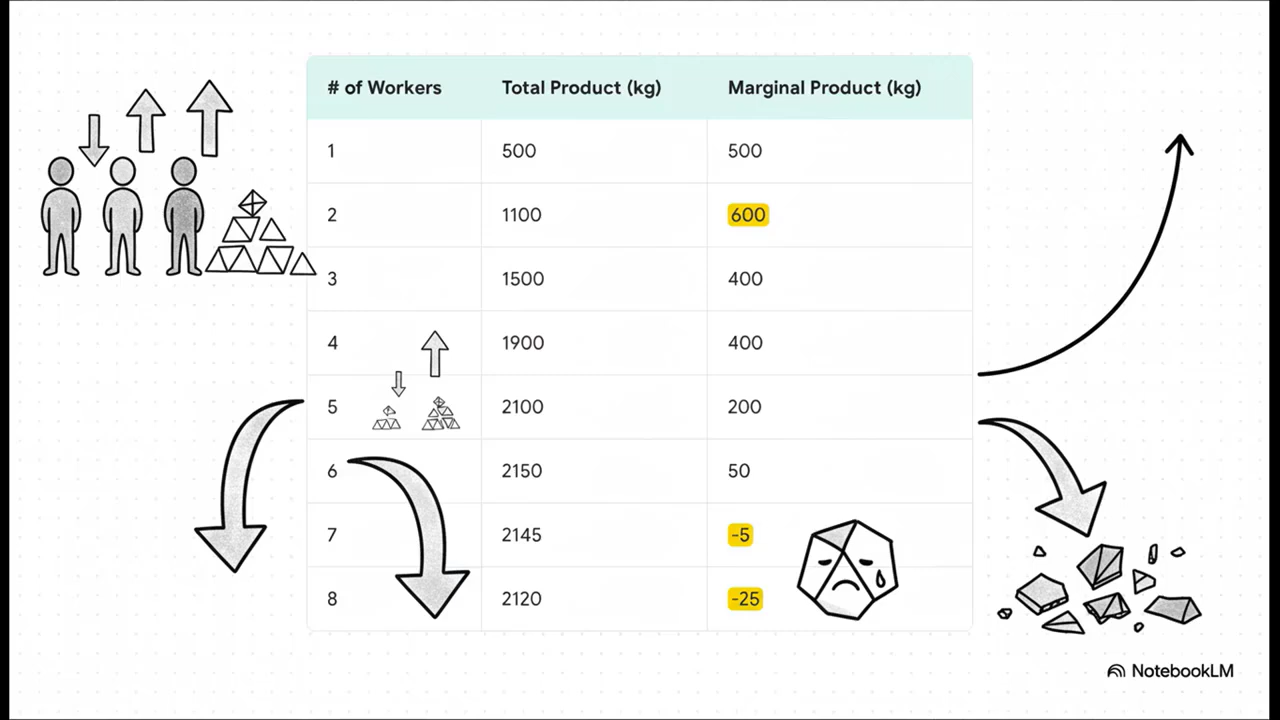 # of Workers Total Product (kg) Marginal Product (kg)
1 500 500
2 1100 600
3 1500 400
4 1900 400
5 2100 200
6 2150 50
7 2145 -5
8 2120 -25
NotebookLM